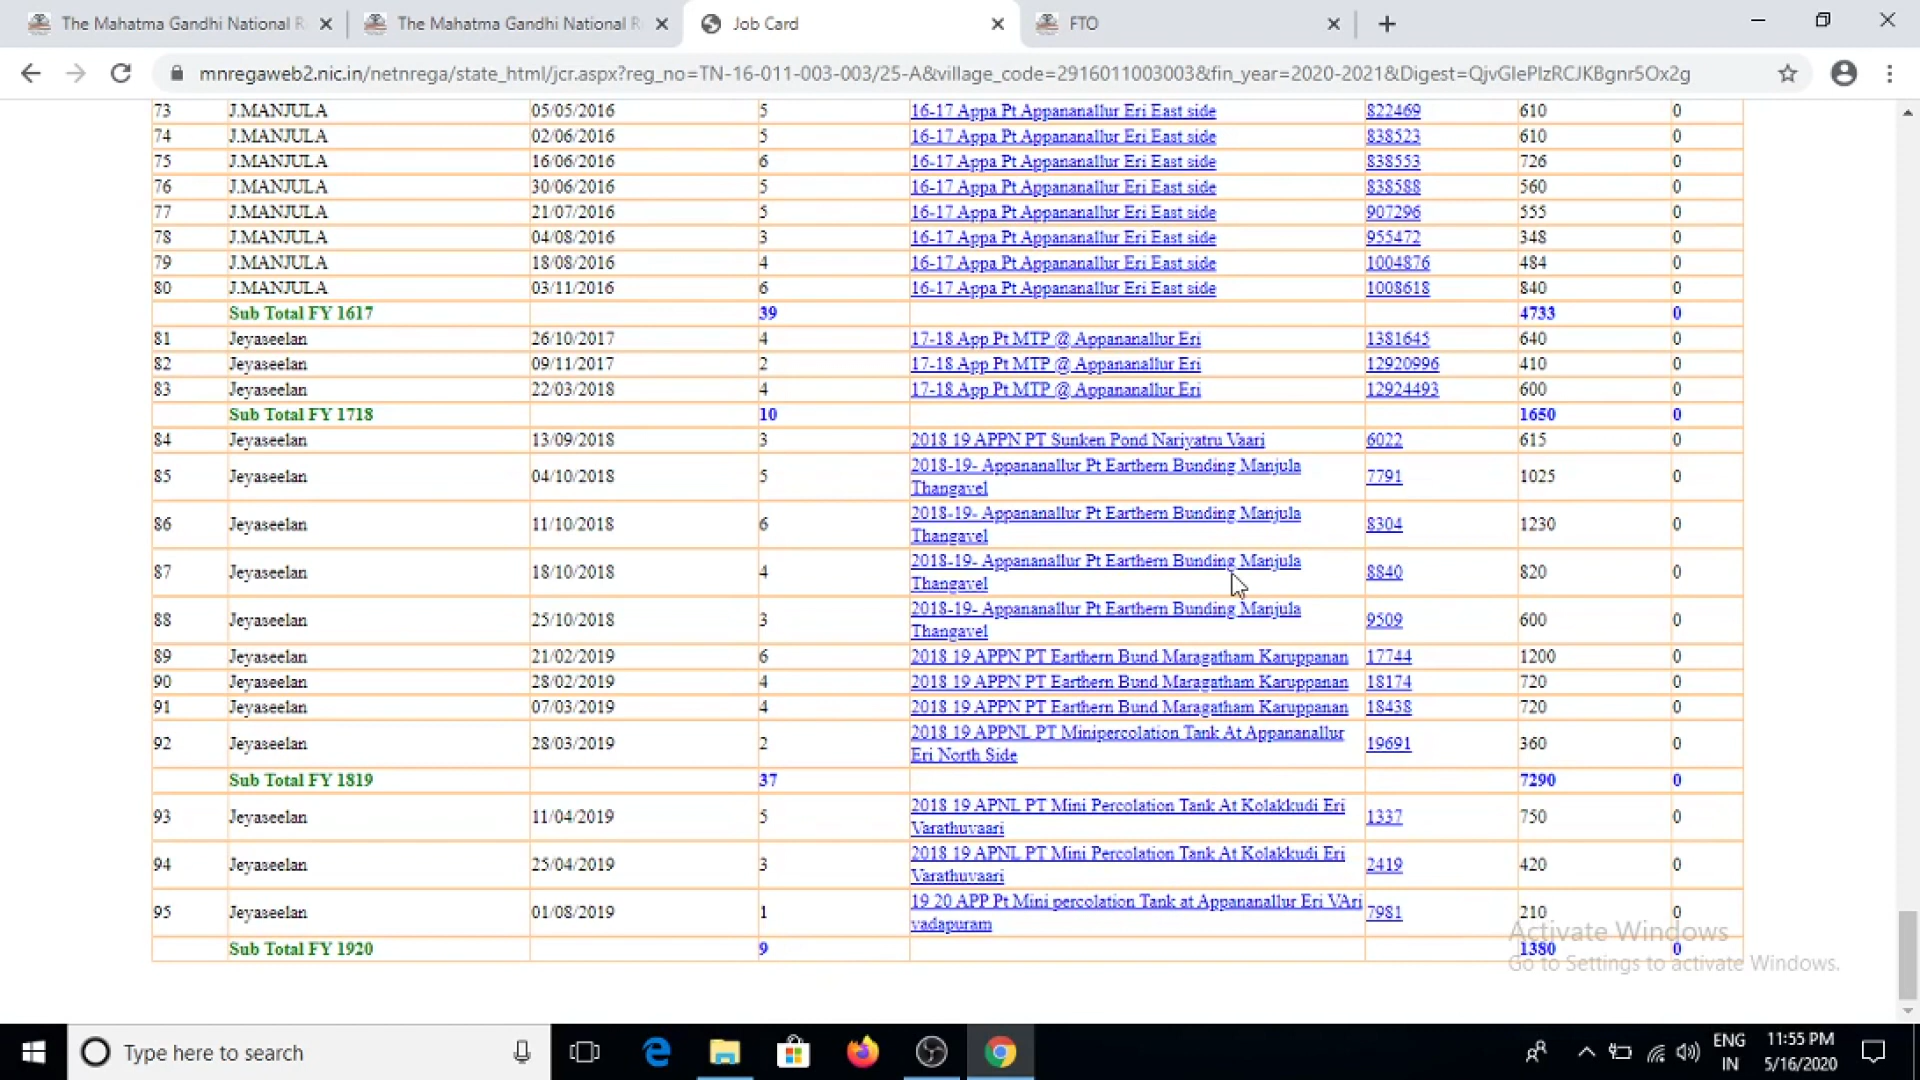 The Mahatma Gandhi National R
The Mahatma Gandhi National R
Job Card
FTO
mnregaweb2.nic.in/netnrega/state_html/jcr.aspx?reg_no=TN-16-011-003-003/25-A&village_code=2916011003003&fin_year=2020-2021&Digest=QjvGlePlzRCJKBgnr5Ox2g
73 J.MANJULA 05/05/2016 5 16-17 Appa Pt Appananallur Eri East side 822469 610 0
74 J.MANJULA 02/06/2016 5 16-17 Appa Pt Appananallur Eri East side 838523 610 0
75 J.MANJULA 16/06/2016 6 16-17 Appa Pt Appananallur Eri East side 838553 726 0
76 J.MANJULA 30/06/2016 5 16-17 Appa Pt Appananallur Eri East side 838588 560 0
77 J.MANJULA 21/07/2016 5 16-17 Appa Pt Appananallur Eri East side 907296 555 0
78 J.MANJULA 04/08/2016 3 16-17 Appa Pt Appananallur Eri East side 955472 348 0
79 J.MANJULA 18/08/2016 4 16-17 Appa Pt Appananallur Eri East side 1004876 484 0
80 J.MANJULA 03/11/2016 6 16-17 Appa Pt Appananallur Eri East side 1008618 840 0
Sub Total FY 1617 39 4733 0
81 Jeyaseelan 26/10/2017 4 17-18 App Pt MTP @ Appananallur Eri 1381645 640 0
82 Jeyaseelan 09/11/2017 2 17-18 App Pt MTP @ Appananallur Eri 12920996 410 0
83 Jeyaseelan 22/03/2018 4 17-18 App Pt MTP @ Appananallur Eri 12924493 600 0
Sub Total FY 1718 10 1650 0
84 Jeyaseelan 13/09/2018 3 2018 19 APPN PT Sunken Pond Nariyatru Vaari 6022 615 0
85 Jeyaseelan 04/10/2018 5 2018-19- Appananallur Pt Earthern Bunding Manjula
Thangavel 7791 1025 0
86 Jeyaseelan 11/10/2018 6 2018-19- Appananallur Pt Earthern Bunding Manjula
Thangavel 8304 1230 0
87 Jeyaseelan 18/10/2018 4 2018-19- Appananallur Pt Earthern Bunding Manjula
Thangavel 8840 820 0
88 Jeyaseelan 25/10/2018 3 2018-19- Appananallur Pt Earthern Bunding Manjula
Thangavel 9509 600 0
89 Jeyaseelan 21/02/2019 6 2018 19 APPN PT Earthern Bund Maragatham Karuppanan 17744 1200 0
90 Jeyaseelan 28/02/2019 4 2018 19 APPN PT Earthern Bund Maragatham Karuppanan 18174 720 0
91 Jeyaseelan 07/03/2019 4 2018 19 APPN PT Earthern Bund Maragatham Karuppanan 18438 720 0
92 Jeyaseelan 28/03/2019 2 2018 19 APPNL PT Minipercolation Tank At Appananallur
Eri North Side 19691 360 0
Sub Total FY 1819 37 7290 0
93 Jeyaseelan 11/04/2019 5 2018 19 APNL PT Mini Percolation Tank At Kolakkudi Eri
Varathuvaari 1337 750 0
94 Jeyaseelan 25/04/2019 3 2018 19 APNL PT Mini Percolation Tank At Kolakkudi Eri
Varathuvaari 2419 420 0
95 Jeyaseelan 01/08/2019 1 19 20 APP Pt Mini percolation Tank at Appananallur Eri VAri
vadapuram 7981 210 0
Sub Total FY 1920 9 1380 0
Activate Windows
Go to Settings to activate Windows.
Type here to search
ENG
IN
11:55 PM
5/16/2020